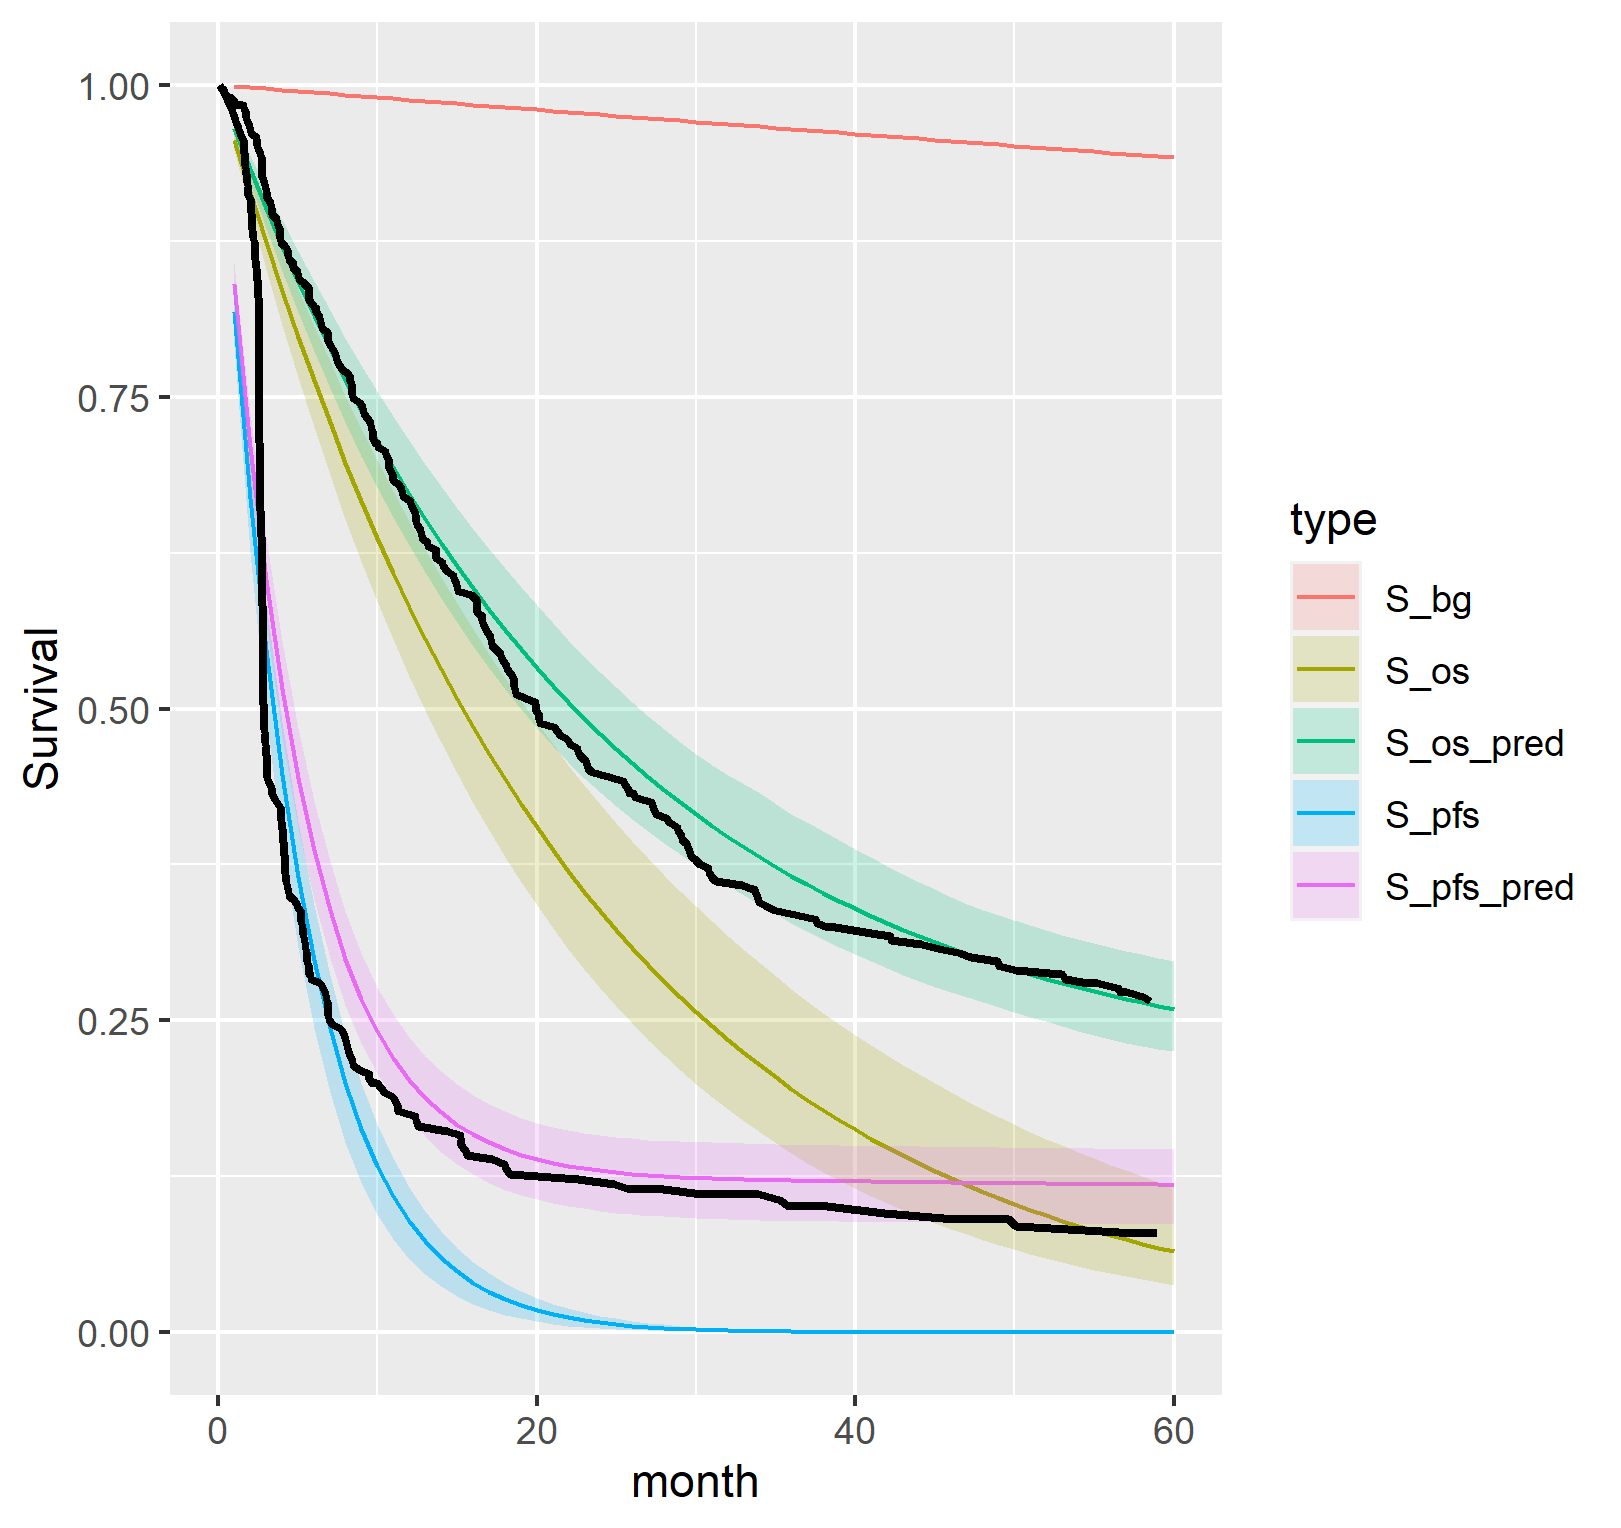 1.00
0.75
0.50
0.25
0.00
Survival
0
20
40
60
month
type
S_bg
S_os
S_os_pred
S_pfs
S_pfs_pred